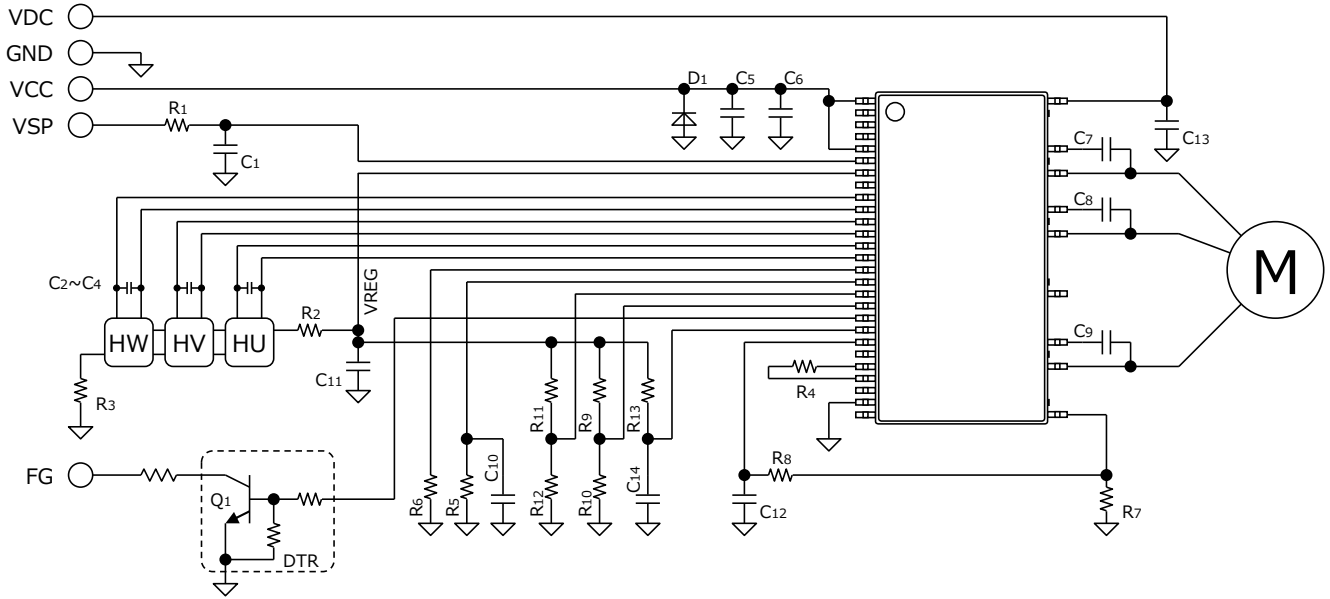 VDC
GND
VCC
VSP
R1
C1
D1
C5
C6
C13
C7
C8
C9
M
C2~C4
HW
HV
HU
R2
VREG
C11
R3
R4
R11
R9
R13
R12
R10
C14
R6
R5
C10
R8
C12
R7
FG
Q1
DTR